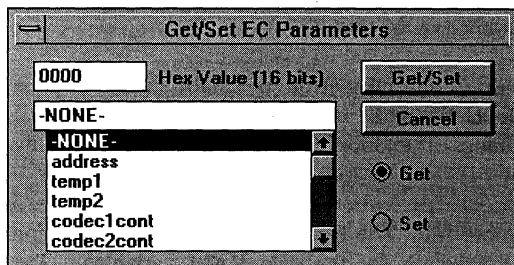 Get/Set EC Parameters
0000 Hex Value (16 bits) Get/Set
-NONE- Cancel
-NONE-
address
temp1
temp2
codec1cont
codec2cont
Get
Set